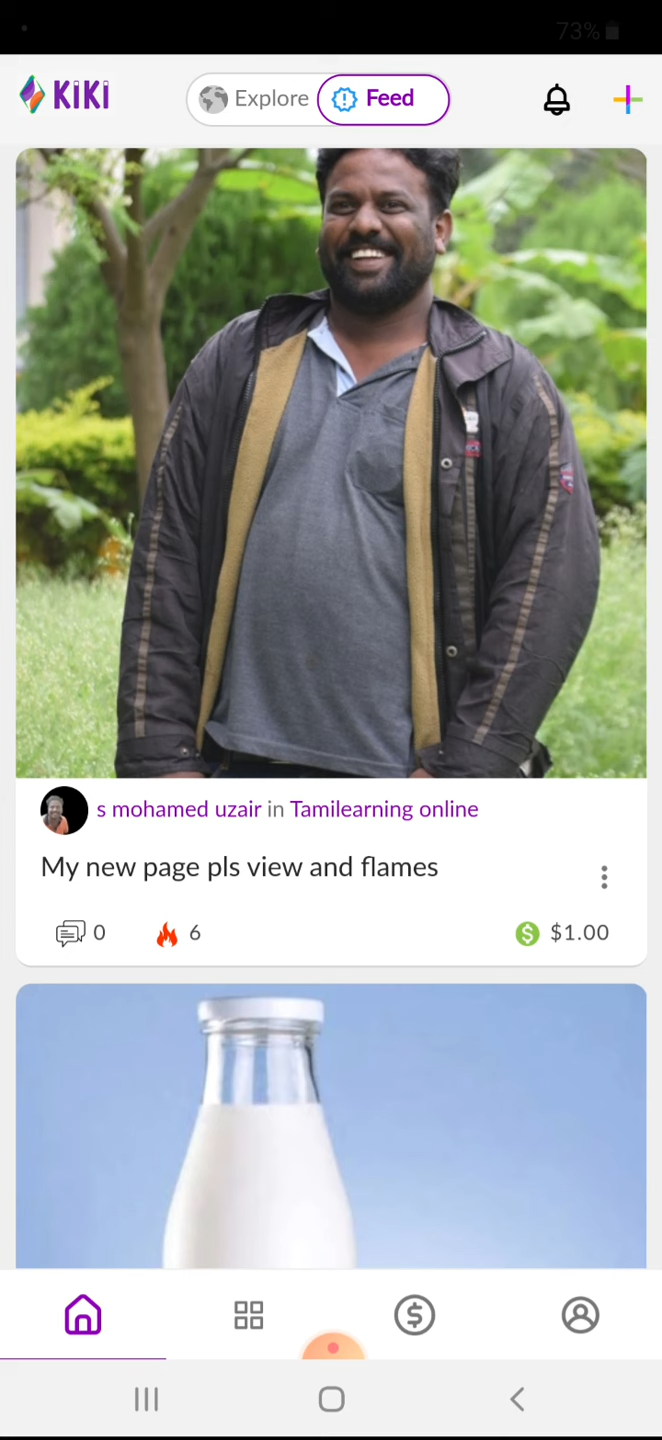 73%
KiKi
Explore
Feed
s mohamed uzair in Tamilearning online
My new page pls view and flames
0
6
$1.00